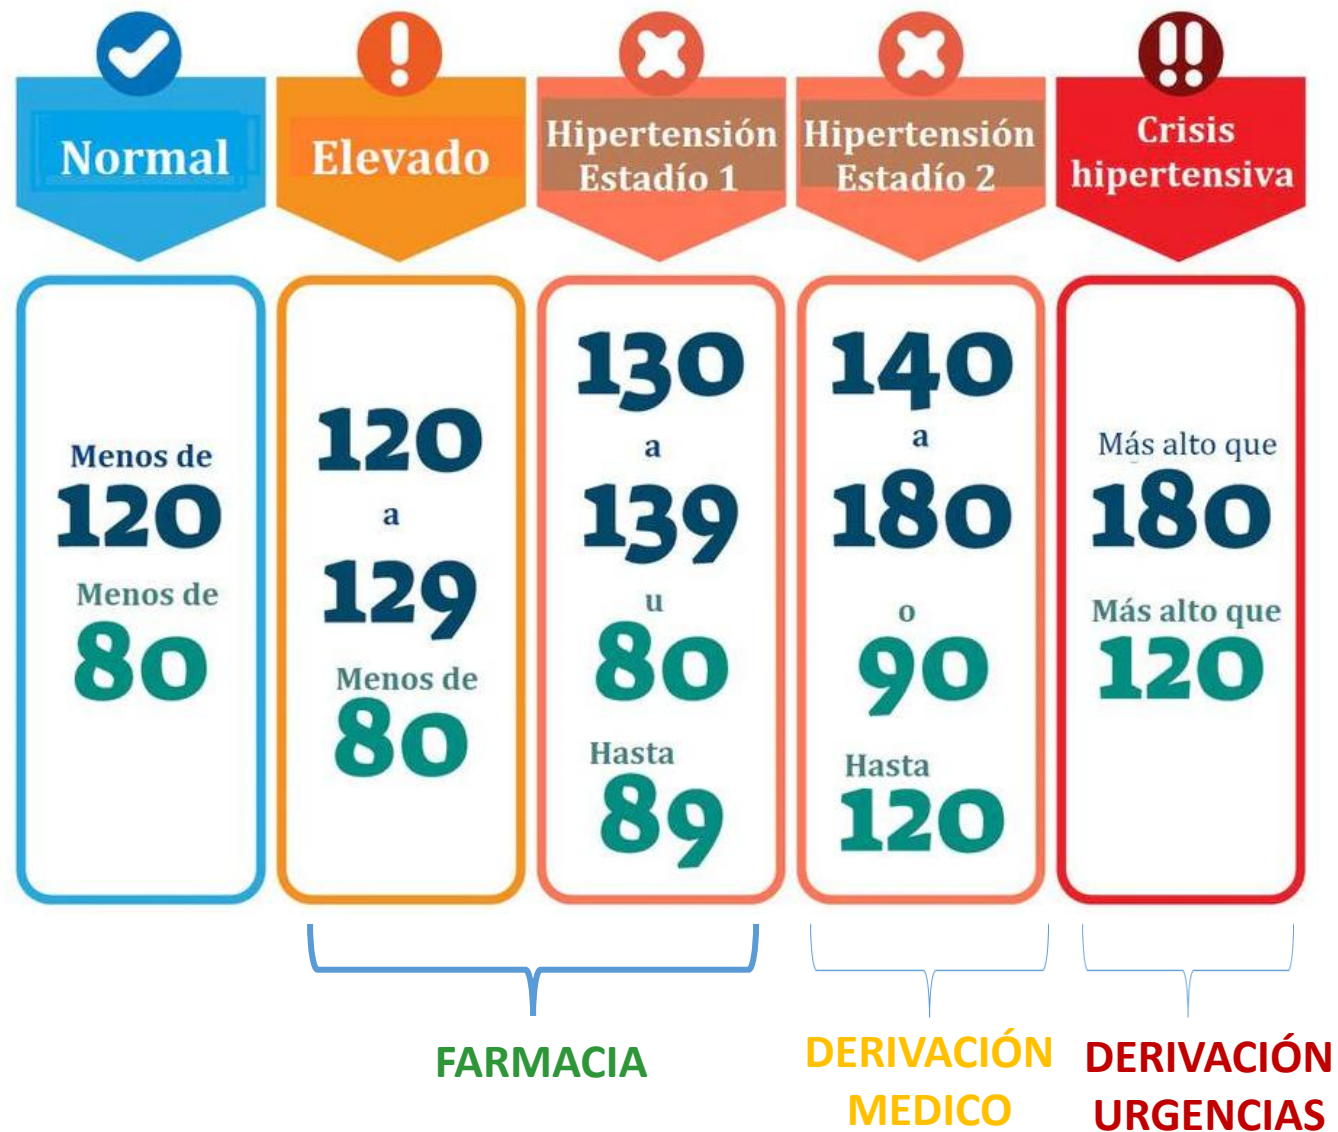 Normal
Menos de
120
Menos de
80
Elevado
120
a
129
Menos de
80
Hipertensión
Estadío 1
130
a
139
u
80
Hasta
89
Hipertensión
Estadío 2
140
a
180
o
90
Hasta
120
Crisis
hipertensiva
Más alto que
180
Más alto que
120
FARMACIA
DERIVACIÓN
MEDICO
DERIVACIÓN
URGENCIAS